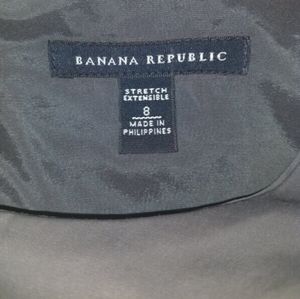 BANANA REPUBLIC
STRETCH
EXTENSIBLE
8
MADE IN
PHILIPPINES